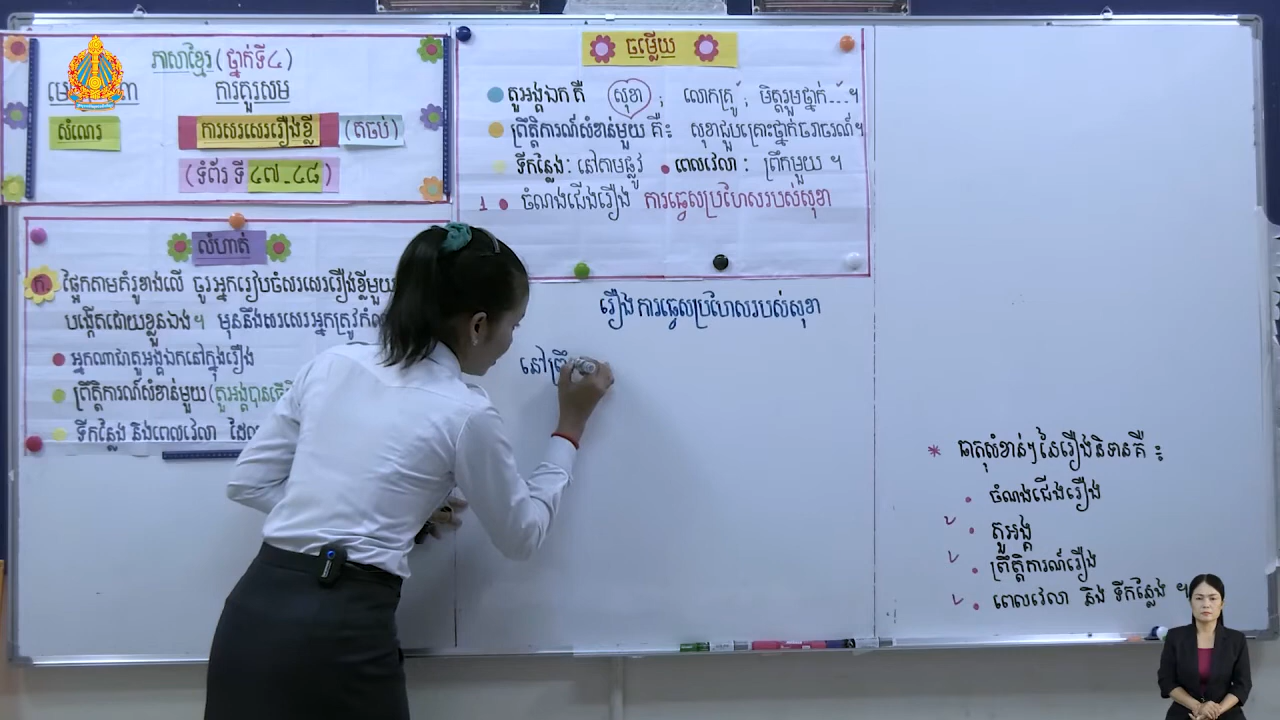 ភាសាខ្មែរ (ថ្នាក់ទី៤)
ការគួរសម
សំណេរ ការសរសេររឿងខ្លី (តចប់)
(ទំព័រ ទី ៤៧_៤៨)
លំហាត់
ក. ផ្អែកតាមគំរូខាងលើ ចូរអ្នករៀបចំសរសេររឿងខ្លីមួយ
បង្កើតដោយខ្លួនឯង។ មុននឹងសរសេរអ្នកត្រូវ
អ្នកណាជាតួអង្គឯកនៅក្នុងរឿង
ព្រឹត្តិការណ៍សំខាន់មួយ (តួអង្គបាន
ទីកន្លែង និងពេលវេលា
ចម្លើយ
តួអង្គឯក គឺ សុខា ; លោកគ្រូ ; មិត្តរួមថ្នាក់...។
ព្រឹត្តិការណ៍សំខាន់មួយ គឺ៖ សុខាជួបគ្រោះថ្នាក់ចរាចរណ៍។
ទីកន្លែង : នៅតាមផ្លូវ ពេលវេលា : ព្រឹកមួយ ។
1 ចំណងជើងរឿង ការធ្វេសប្រហែសរបស់សុខា
រឿង ការធ្វេសប្រហែសរបស់សុខា
នៅព្រឹ
* ធាតុសំខាន់ៗនៃរឿងនិទានគឺ ៖
ចំណងជើងរឿង
តួអង្គ
ព្រឹត្តិការណ៍រឿង
ពេលវេលា និង ទីកន្លែង ។